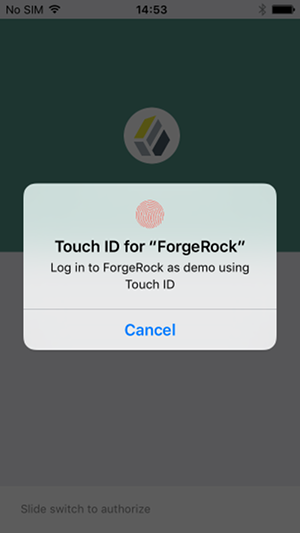 No SIM 14:53
Touch ID for “ForgeRock”
Log in to ForgeRock as demo using
Touch ID
Cancel
Slide switch to authorize